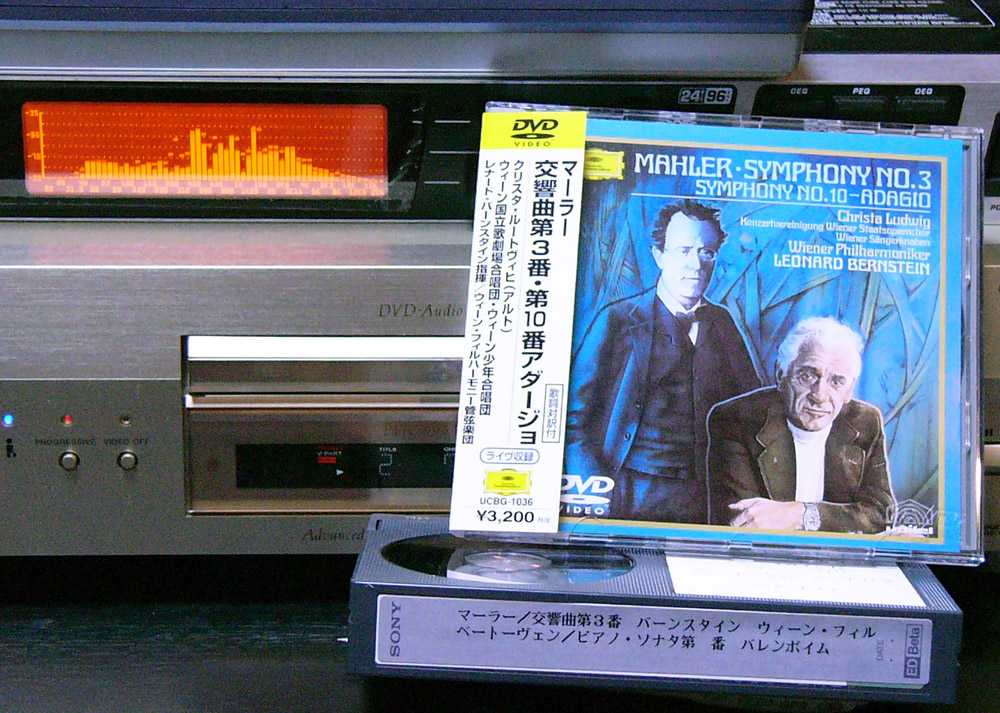 24 96
GEQ
PEQ
DEQ
DVD
VIDEO
マーラー
交響曲第3番・第10番アダージョ
歌詞対訳付
クリスタ・ルートヴィヒ(アルト)
ウィーン国立歌劇場合唱団・ウィーン少年合唱団
レナード・バーンスタイン指揮/ウィーン・フィルハーモニー管弦楽団
ライヴ収録
UCBG-1036
¥3,200
MAHLER・SYMPHONY NO.3
SYMPHONY NO.10-ADAGIO
Christa Ludwig
Konzertvereinigung Wiener Staatsopernchor
Wiener Sängerknaben
Wiener Philharmoniker
LEONARD BERNSTEIN
DVD
VIDEO
DVD-Audio
PROGRESSIVE
VIDEO OFF
V-PART
TITLE
2
Advanced
SONY
マーラー/交響曲第3番 バーンスタイン ウィーン・フィル
ベートーヴェン/ピアノ・ソナタ第 番 バレンボイム
DATE
ED Beta